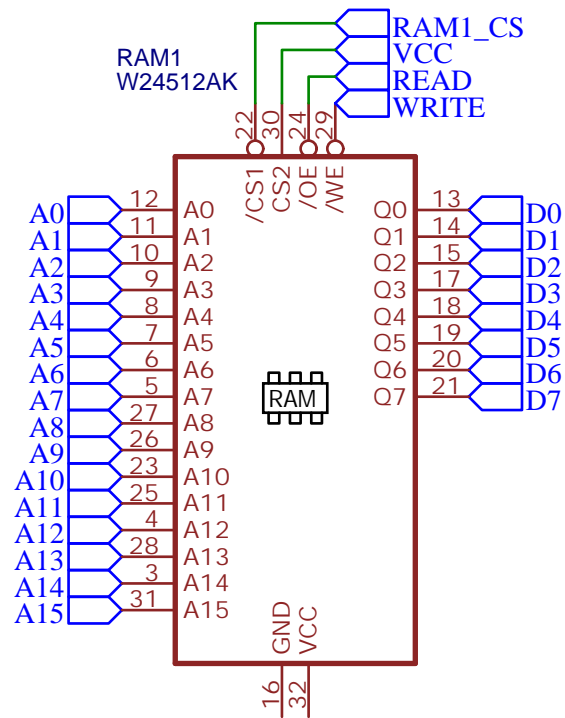 RAM1_CS
RAM1
VCC
W24512AK
READ
WRITE
22 30 24 29
/CS1 CS2 /OE /WE
A0 12 A0 Q0 13 D0
A1 11 A1 Q1 14 D1
A2 10 A2 Q2 15 D2
A3 9 A3 Q3 17 D3
A4 8 A4 Q4 18 D4
A5 7 A5 Q5 19 D5
A6 6 A6 Q6 20 D6
A7 5 A7 Q7 21 D7
RAM
A8 27 A8
A9 26 A9
A10 23 A10
A11 25 A11
A12 4 A12
A13 28 A13
A14 3 A14
A15 31 A15
GND VCC
16 32